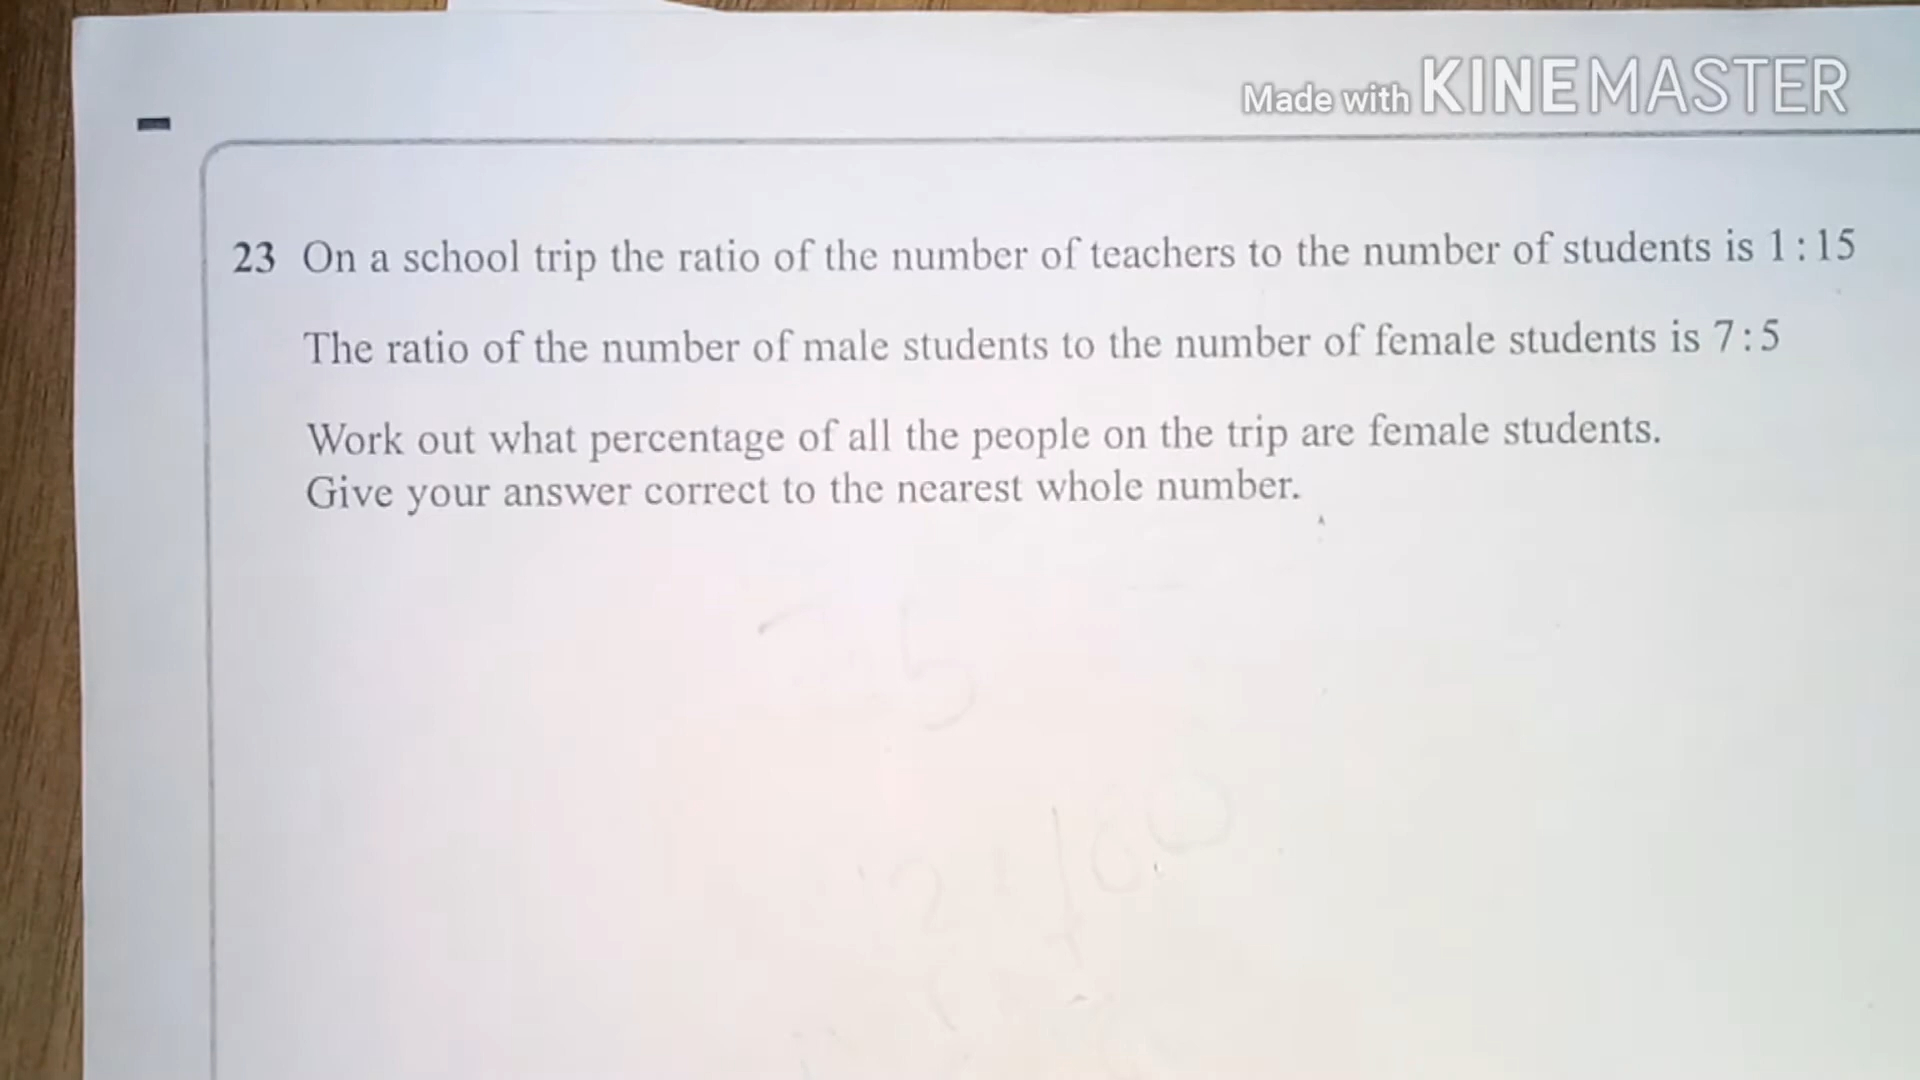 Made with KINEMASTER
23 On a school trip the ratio of the number of teachers to the number of students is 1 : 15
The ratio of the number of male students to the number of female students is 7 : 5
Work out what percentage of all the people on the trip are female students.
Give your answer correct to the nearest whole number.
5
12 100